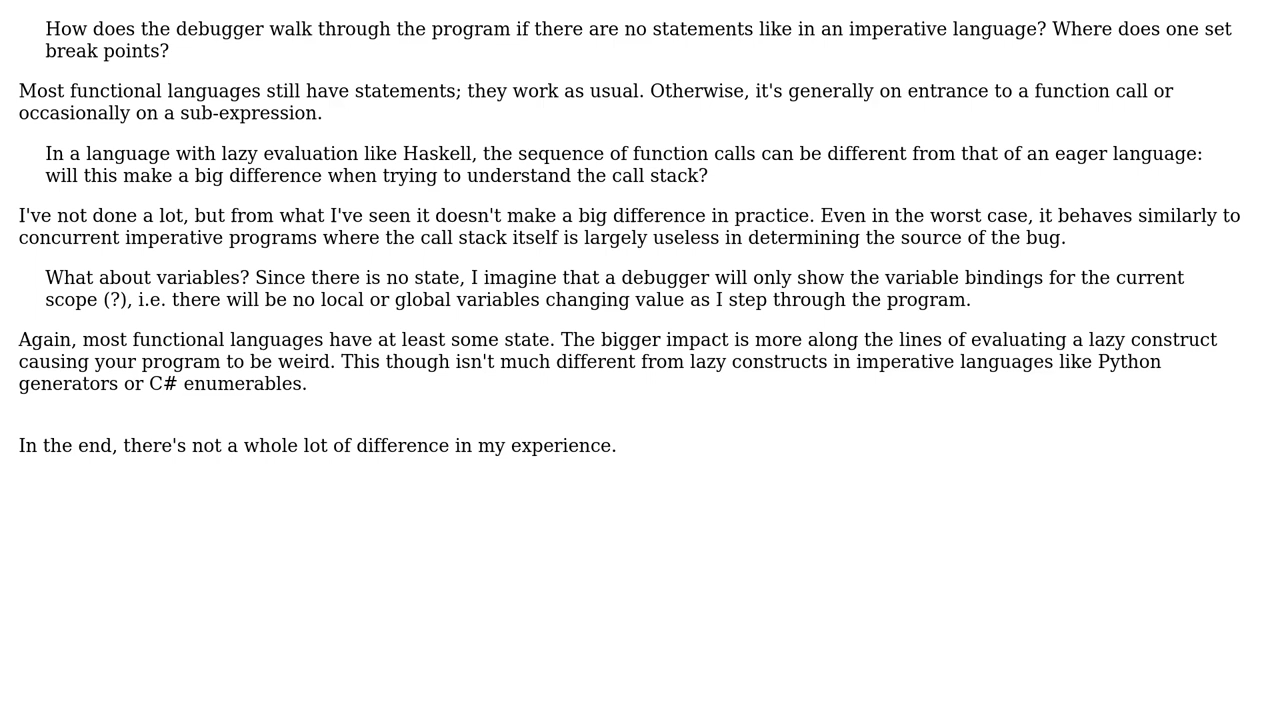 How does the debugger walk through the program if there are no statements like in an imperative language? Where does one set
break points?
Most functional languages still have statements; they work as usual. Otherwise, it's generally on entrance to a function call or
occasionally on a sub-expression.
In a language with lazy evaluation like Haskell, the sequence of function calls can be different from that of an eager language:
will this make a big difference when trying to understand the call stack?
I've not done a lot, but from what I've seen it doesn't make a big difference in practice. Even in the worst case, it behaves similarly to
concurrent imperative programs where the call stack itself is largely useless in determining the source of the bug.
What about variables? Since there is no state, I imagine that a debugger will only show the variable bindings for the current
scope (?), i.e. there will be no local or global variables changing value as I step through the program.
Again, most functional languages have at least some state. The bigger impact is more along the lines of evaluating a lazy construct
causing your program to be weird. This though isn't much different from lazy constructs in imperative languages like Python
generators or C# enumerables.
In the end, there's not a whole lot of difference in my experience.